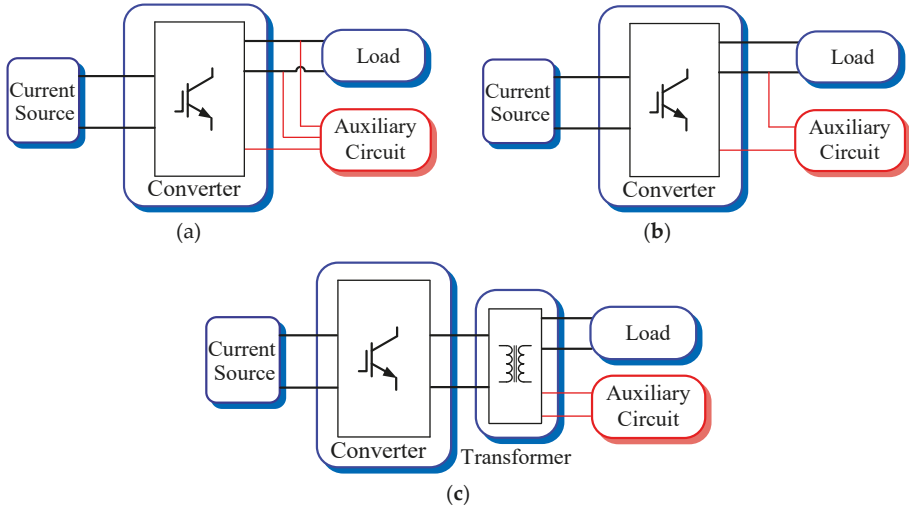 Current
Source
Converter
Load
Auxiliary
Circuit
(a)
Current
Source
Converter
Load
Auxiliary
Circuit
(b)
Current
Source
Converter
Transformer
Load
Auxiliary
Circuit
(c)